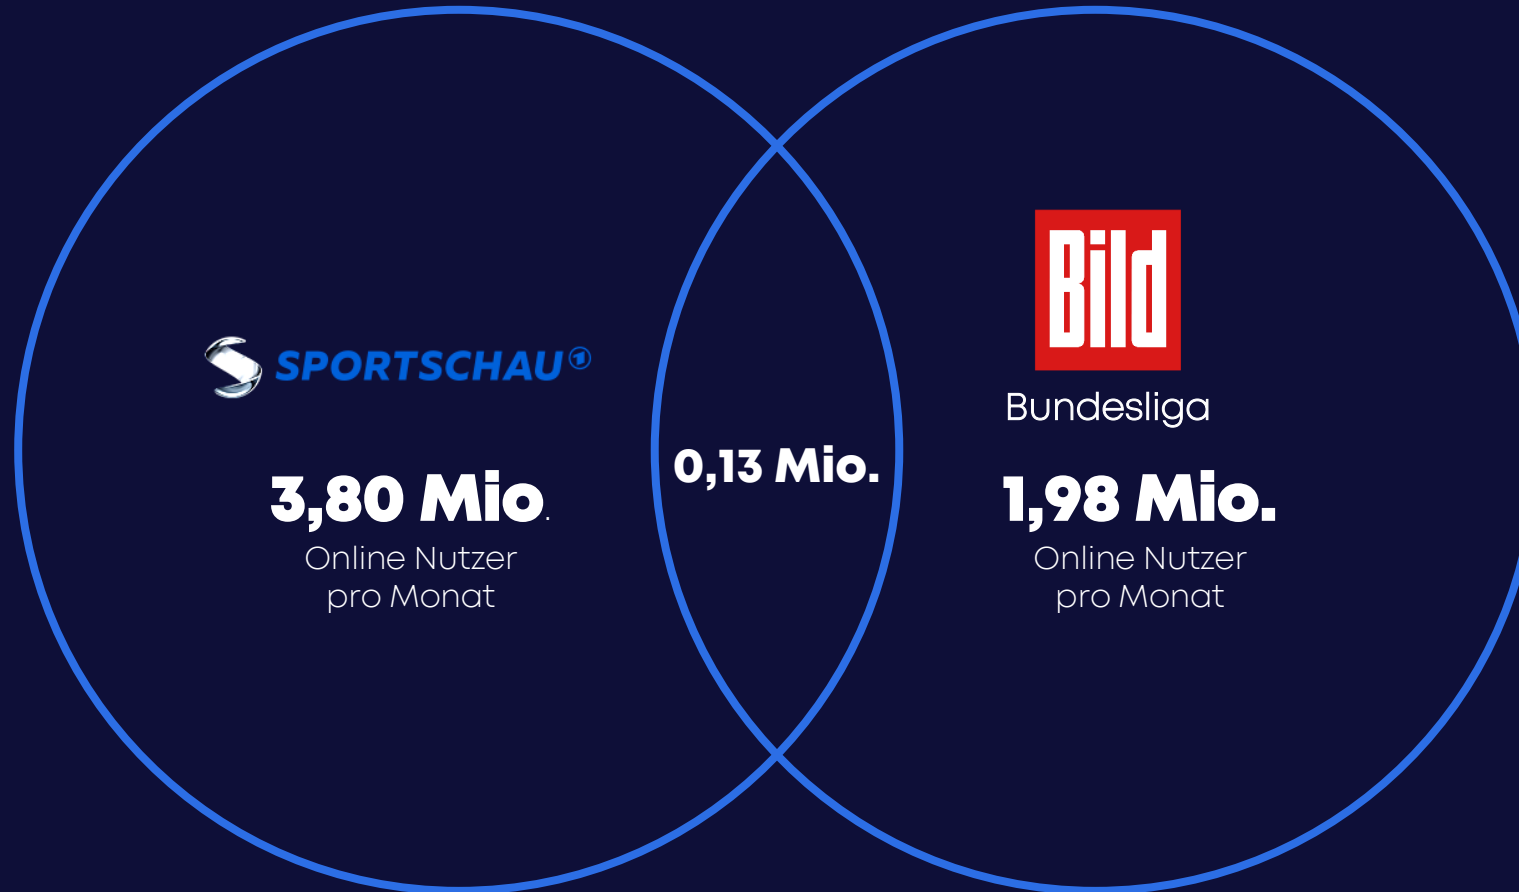 SPORTSCHAU
3,80 Mio.
Online Nutzer
pro Monat
0,13 Mio.
Bild
Bundesliga
1,98 Mio.
Online Nutzer
pro Monat